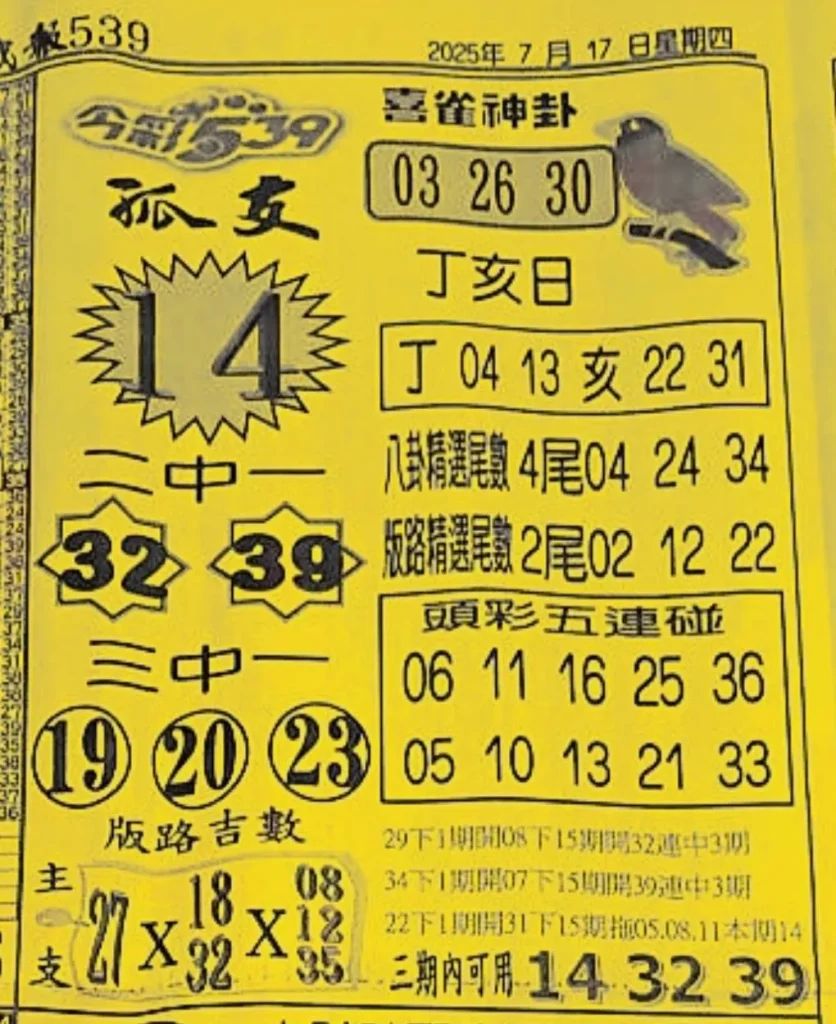 報539
2025年 7 月 17 日星期四
今彩539
孤支
14
二中一
32 39
三中一
19 20 23
版路吉數
主支
27 X 18 32 X 08 12 35
喜雀神卦
03 26 30
丁亥日
丁 04 13 亥 22 31
八卦精選尾數 4尾04 24 34
版路精選尾數 2尾02 12 22
頭彩五連碰
06 11 16 25 36
05 10 13 21 33
29下1期開08下15期開32連中3期
34下1期開07下15期開39連中3期
22下1期開31下15期拖05.08.11本期14
三期內可用 14 32 39